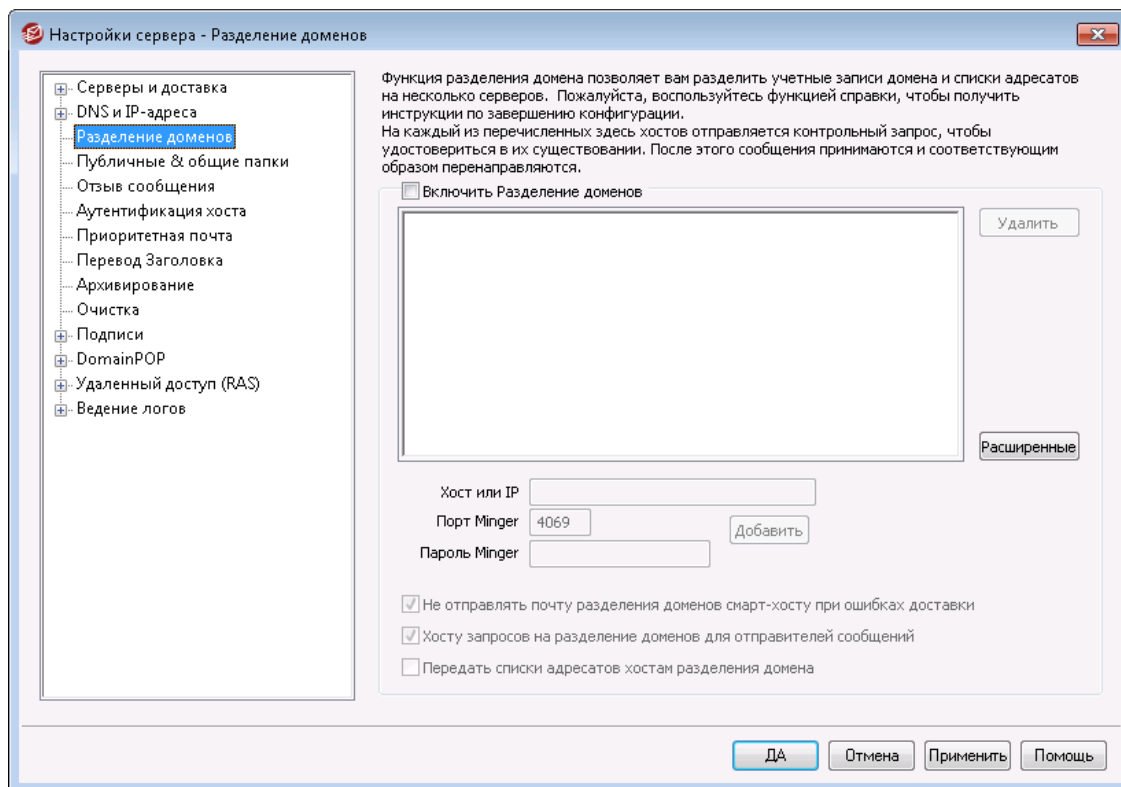 Настройки сервера - Разделение доменов
Серверы и доставка
DNS и IP-адреса
Разделение доменов
Публичные & общие папки
Отзыв сообщения
Аутентификация хоста
Приоритетная почта
Перевод Заголовка
Архивирование
Очистка
Подписи
DomainPOP
Удаленный доступ (RAS)
Ведение логов
Функция разделения домена позволяет вам разделить учетные записи домена и списки адресатов
на несколько серверов. Пожалуйста, воспользуйтесь функцией справки, чтобы получить
инструкции по завершению конфигурации.
На каждый из перечисленных здесь хостов отправляется контрольный запрос, чтобы
удостовериться в их существовании. После этого сообщения принимаются и соответствующим
образом перенаправляются.
Включить Разделение доменов
Удалить
Расширенные
Хост или IP
Порт Minger 4069
Добавить
Пароль Minger
Не отправлять почту разделения доменов смарт-хосту при ошибках доставки
Хосту запросов на разделение доменов для отправителей сообщений
Передать списки адресатов хостам разделения домена
ДА Отмена Применить Помощь